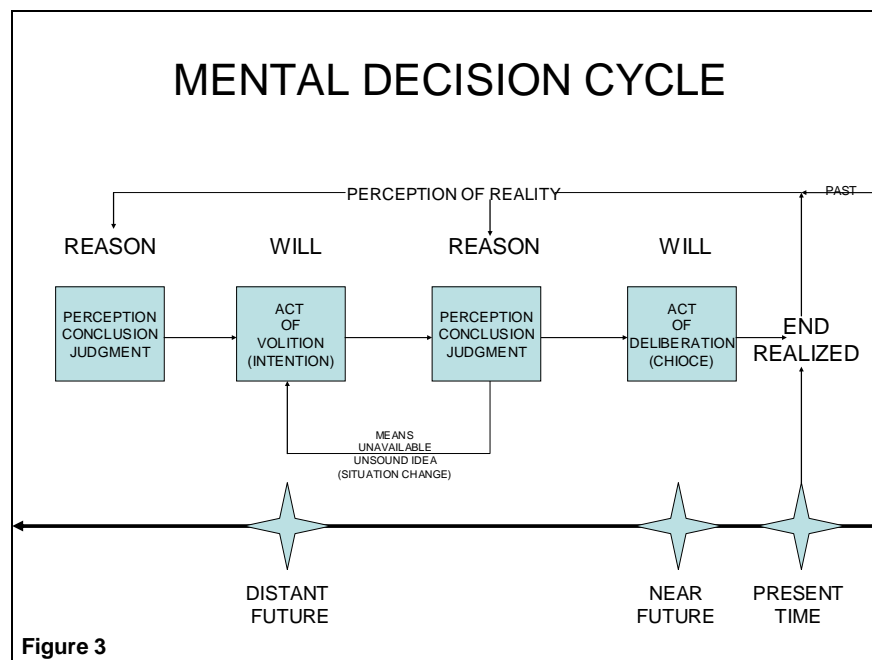 MENTAL DECISION CYCLE
PERCEPTION OF REALITY
PAST
REASON
WILL
REASON
WILL
PERCEPTION
CONCLUSION
JUDGMENT
ACT
OF
VOLITION
(INTENTION)
PERCEPTION
CONCLUSION
JUDGMENT
ACT
OF
DELIBERATION
(CHIOCE)
END
REALIZED
MEANS
UNAVAILABLE
UNSOUND IDEA
(SITUATION CHANGE)
DISTANT
FUTURE
NEAR
FUTURE
PRESENT
TIME
Figure 3